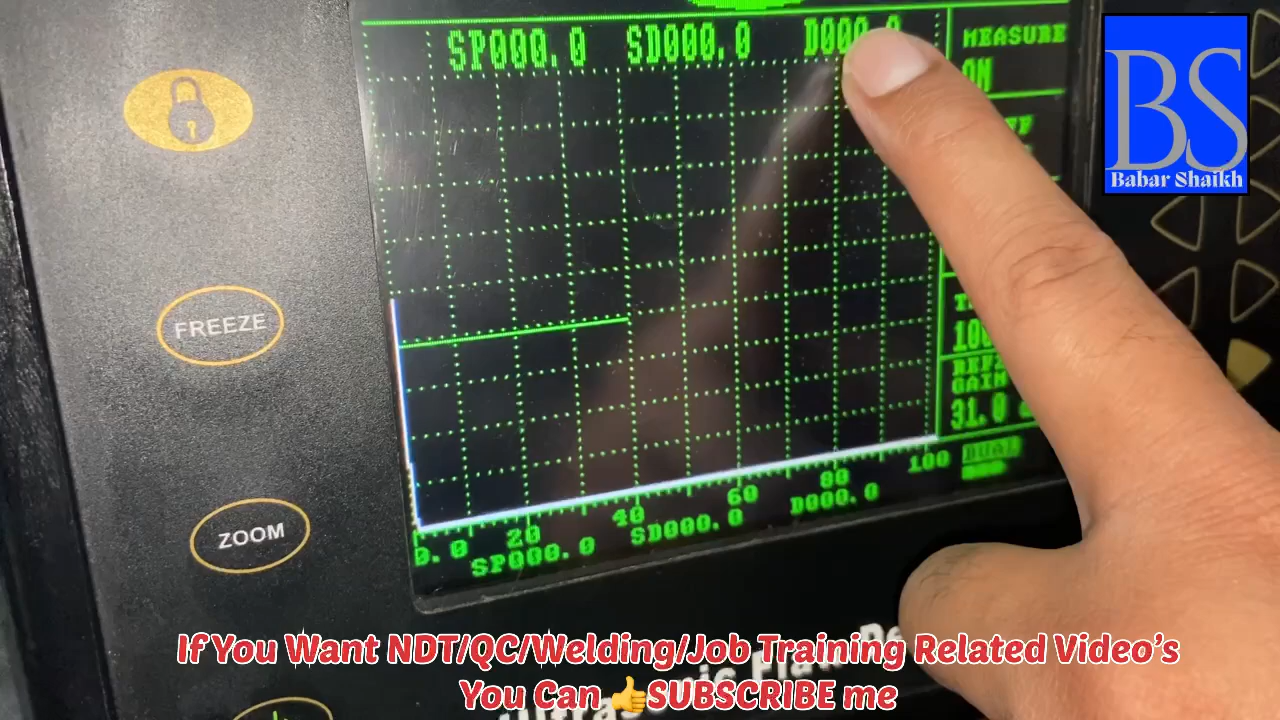 SP000.0 SD000.0 D000.0
MEASURE
ON
BS
Babar Shaikh
FREEZE
100
GAIN
31.0
DUAL
ZOOM
0.0 20 40 60 80 100
SP000.0 SD000.0 D000.0
If You Want NDT/QC/Welding/Job Training Related Video's
You Can 👍SUBSCRIBE me